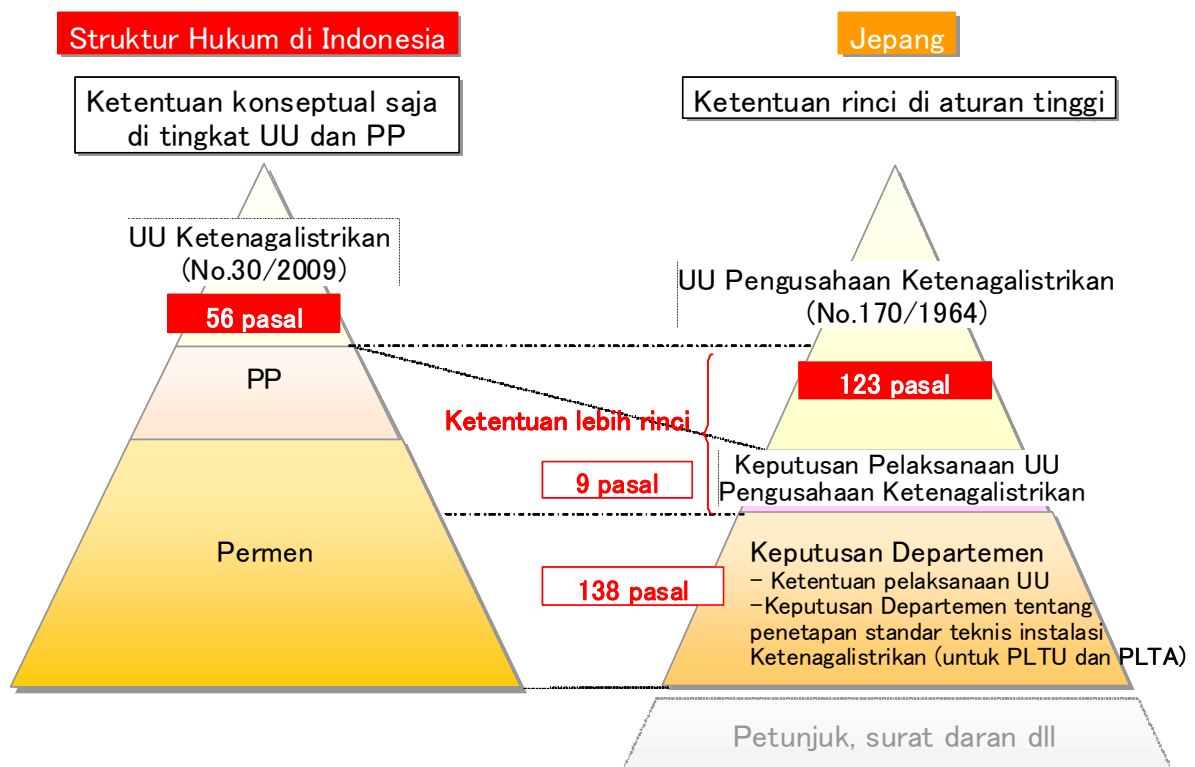 Struktur Hukum di Indonesia
Ketentuan konseptual saja
di tingkat UU dan PP
UU Ketenagalistrikan
(No.30/2009)
56 pasal
PP
Permen
Jepang
Ketentuan rinci di aturan tinggi
UU Pengusahaan Ketenagalistrikan
(No.170/1964)
123 pasal
Ketentuan lebih rinci
9 pasal
Keputusan Pelaksanaan UU
Pengusahaan Ketenagalistrikan
138 pasal
Keputusan Departemen
- Ketentuan pelaksanaan UU
-Keputusan Departemen tentang
penetapan standar teknis instalasi
Ketenagalistrikan (untuk PLTU dan PLTA)
Petunjuk, surat daran dll